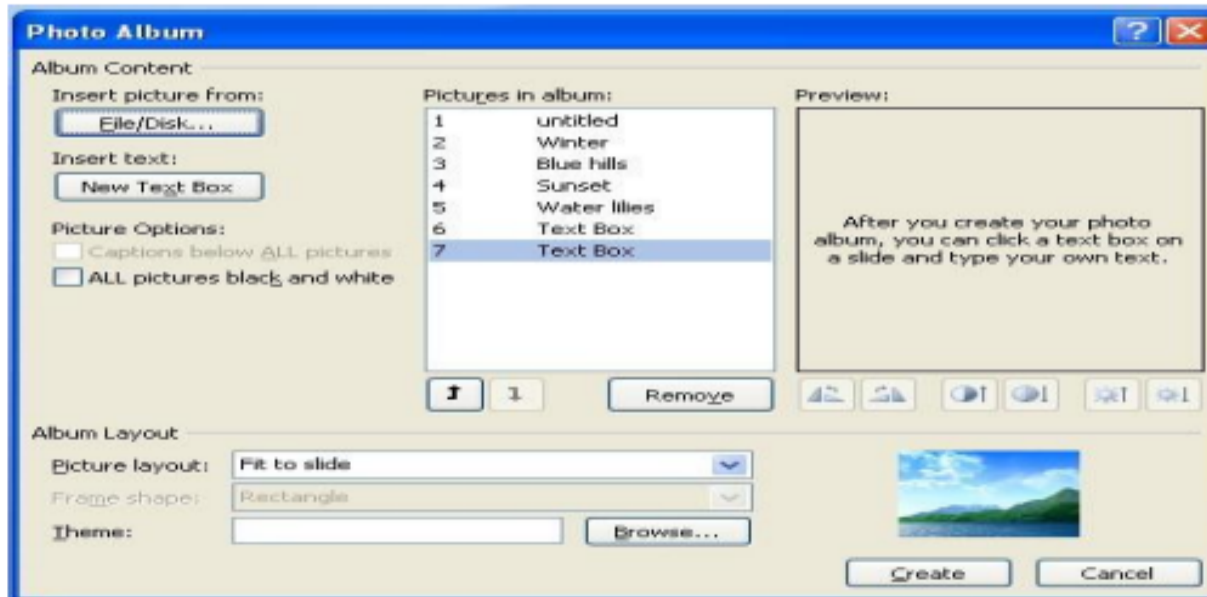 Photo Album
Album Content
Insert picture from:
File/Disk...
Insert text:
New Text Box
Picture Options:
Captions below ALL pictures
ALL pictures black and white
Pictures in album:
1 untitled
2 Winter
3 Blue hills
4 Sunset
5 Water lilies
6 Text Box
7 Text Box
Remove
Preview:
After you create your photo
album, you can click a text box on
a slide and type your own text.
Album Layout
Picture layout: Fit to slide
Frame shape: Rectangle
Theme:
Browse...
Create
Cancel